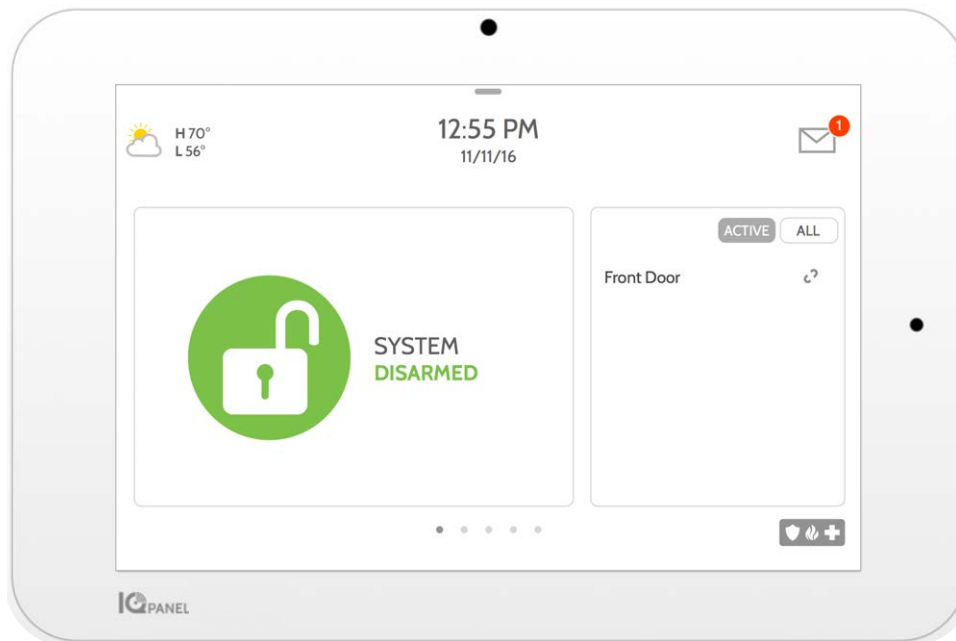 H 70°
L 56°
12:55 PM
11/11/16
1
ACTIVE
ALL
Front Door
SYSTEM
DISARMED
IQ PANEL